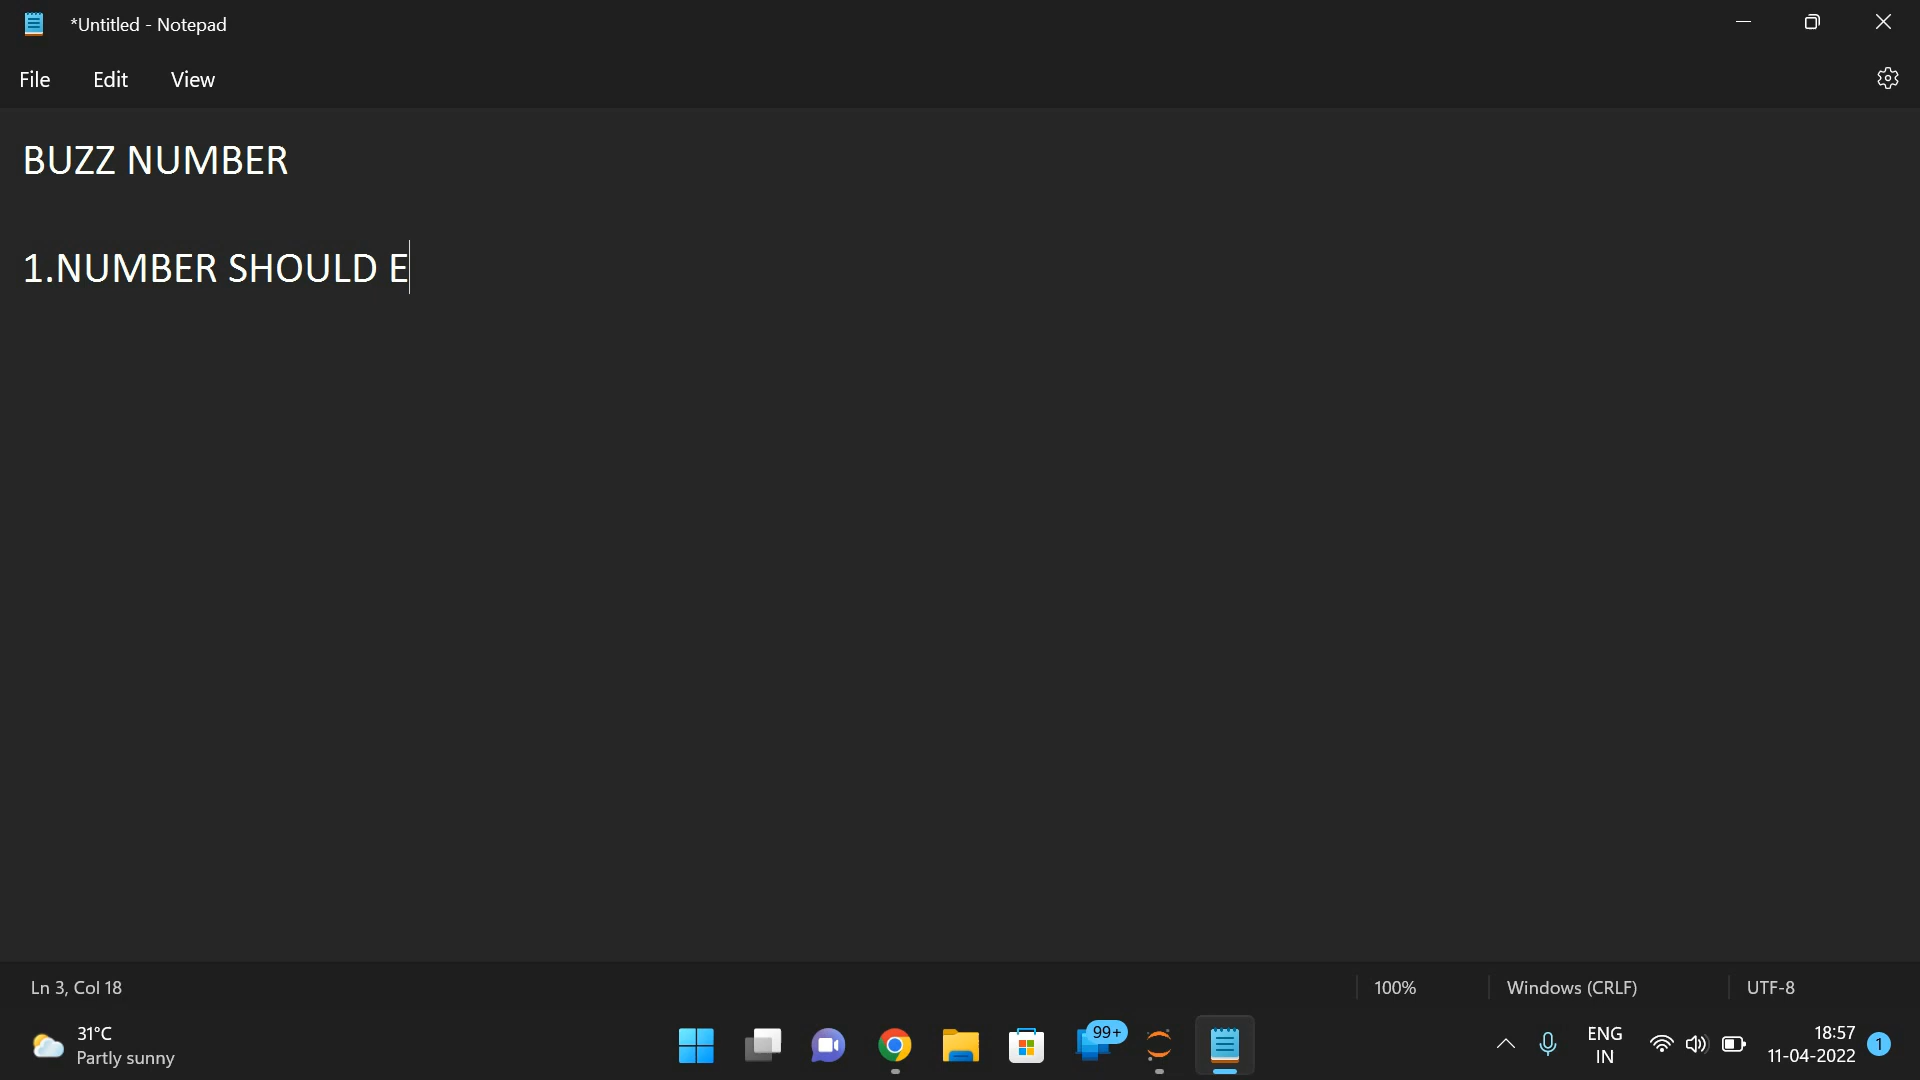 *Untitled - Notepad
File Edit View
BUZZ NUMBER
1.NUMBER SHOULD E
Ln 3, Col 18 100% Windows (CRLF) UTF-8
31°C
Partly sunny
99+
ENG
IN
18:57
11-04-2022
1